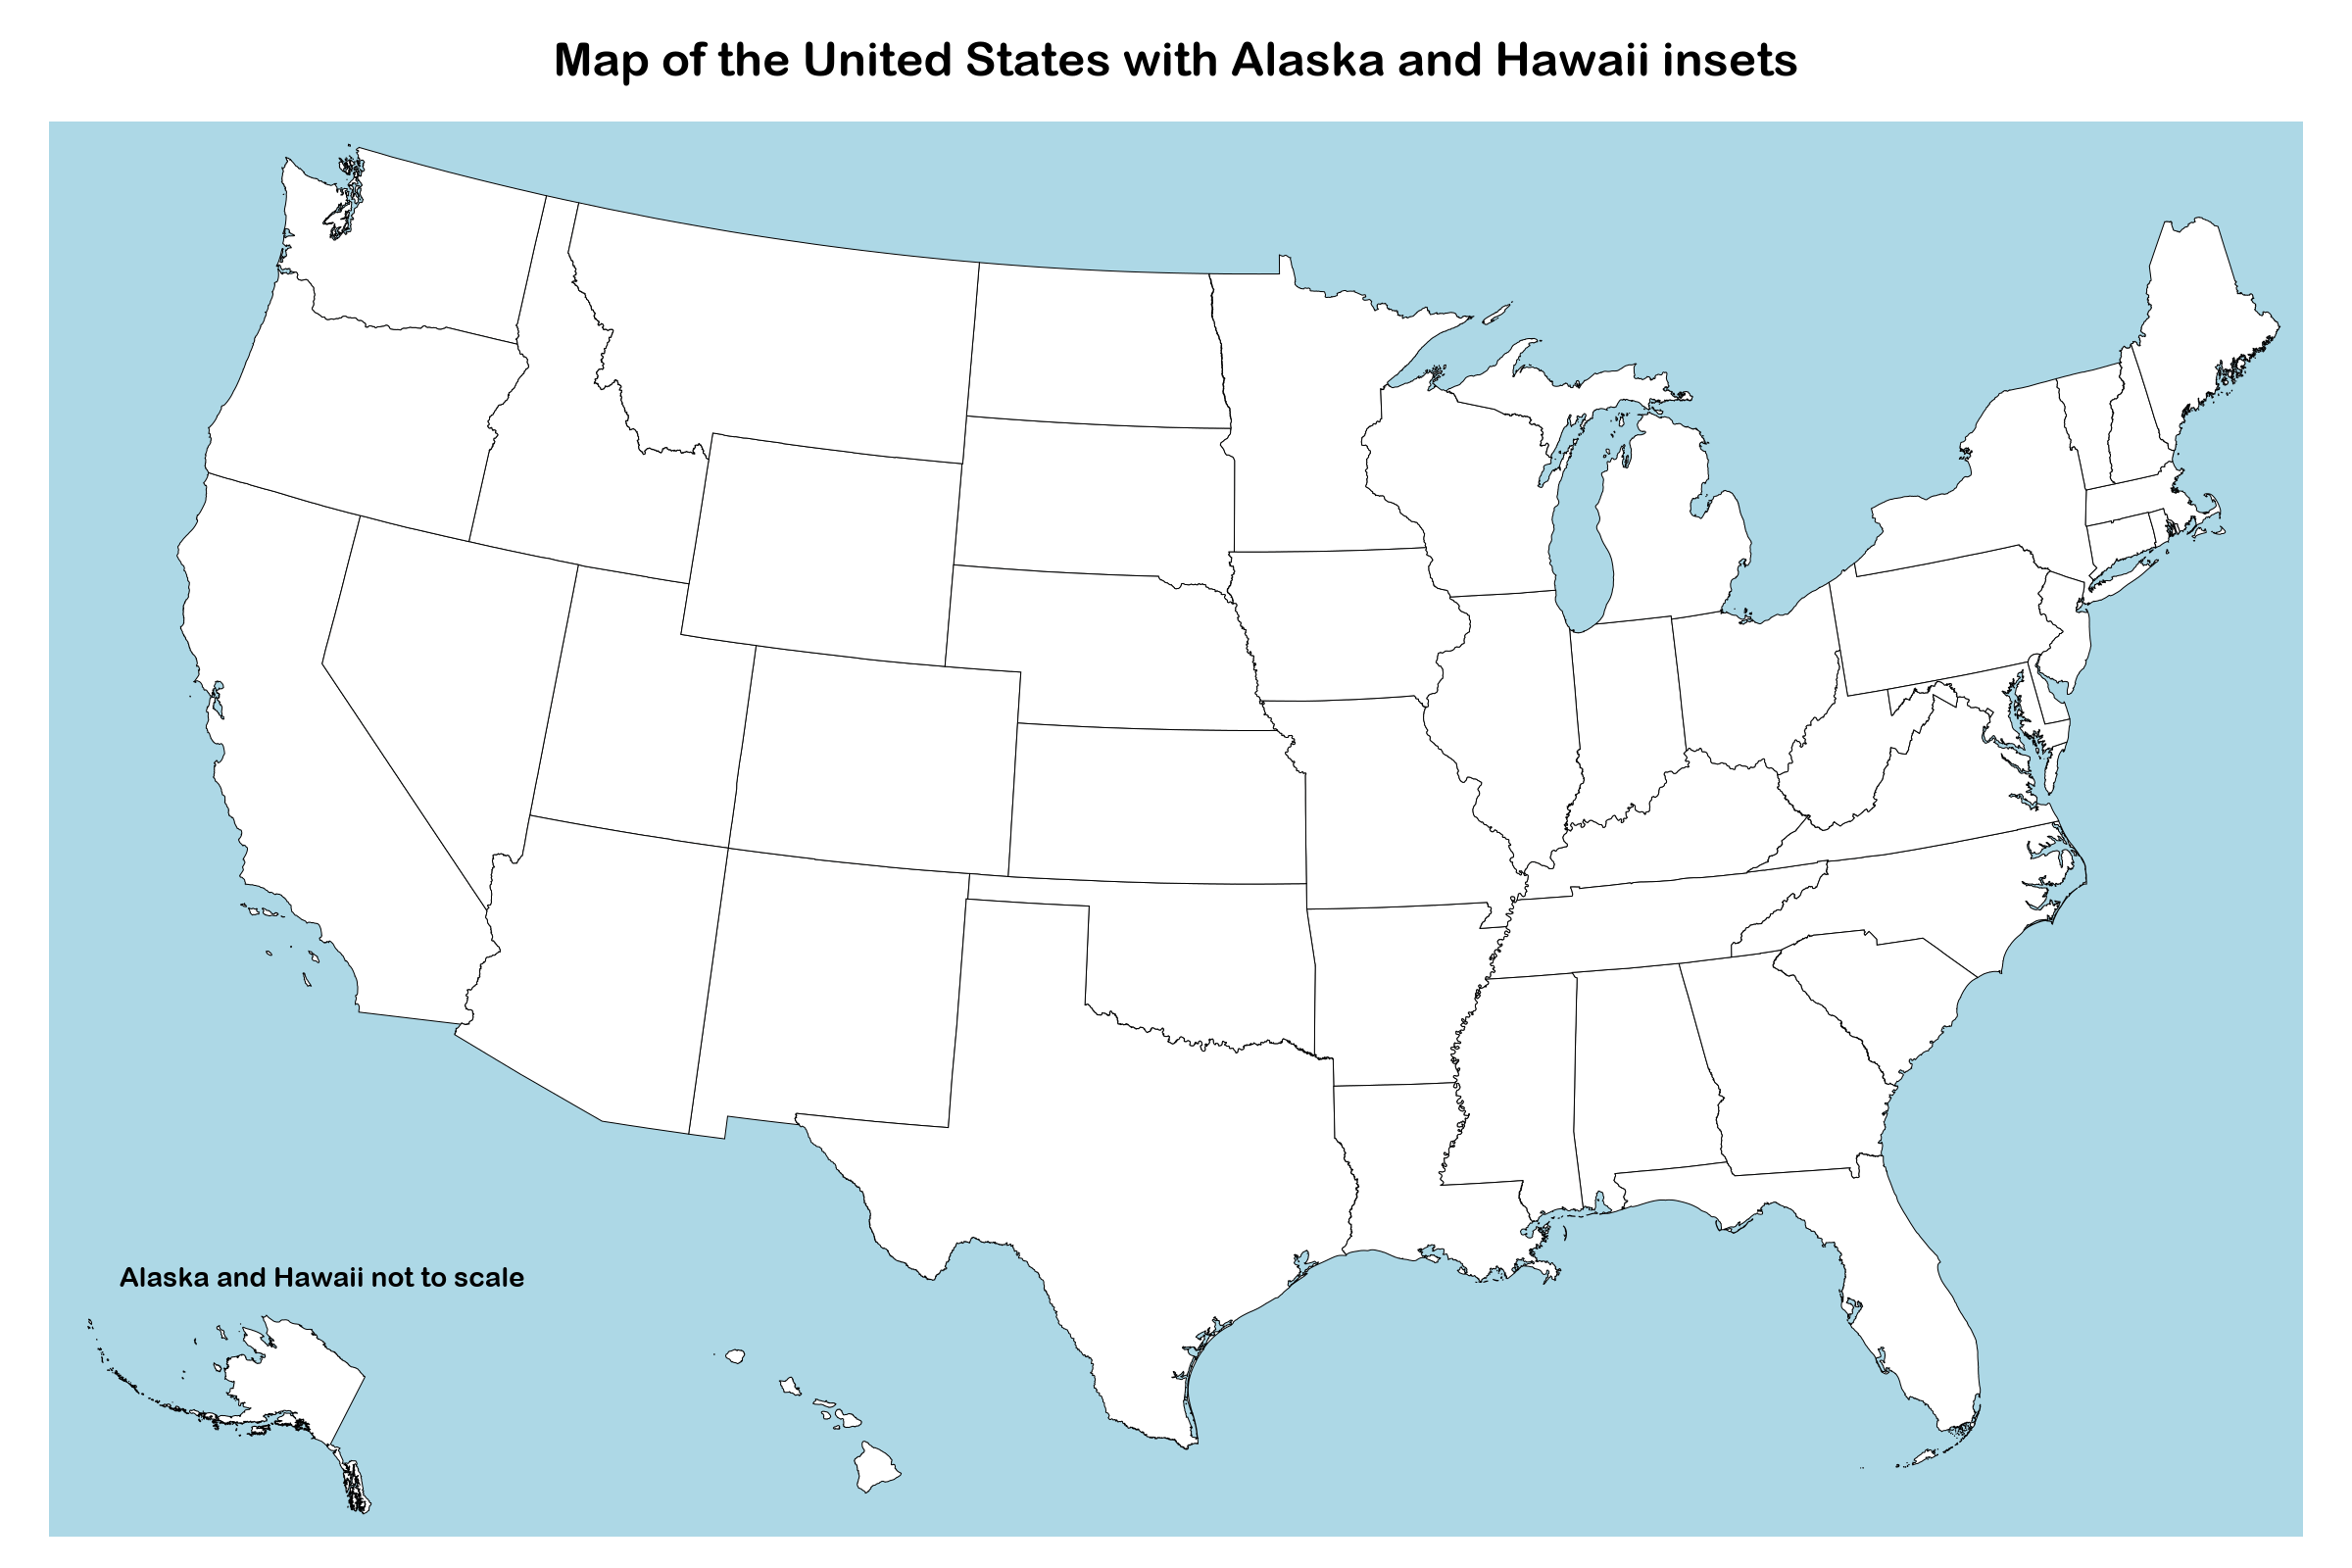 Map of the United States with Alaska and Hawaii insets
Alaska and Hawaii not to scale